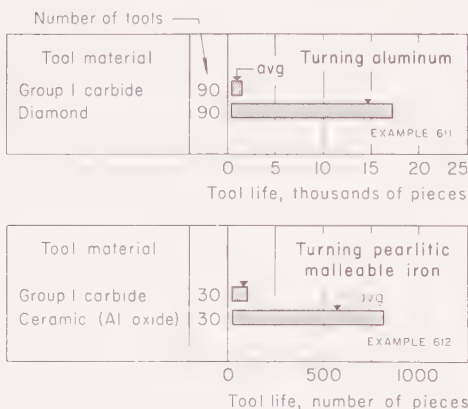 Number of tools
Tool material
avg
Turning aluminum
Group I carbide 90
Diamond 90
EXAMPLE 611
0 5 10 15 20 25
Tool life, thousands of pieces
Tool material
Turning pearlitic
malleable iron
Group I carbide 30
avg
Ceramic (Al oxide) 30
EXAMPLE 612
0 500 1000
Tool life, number of pieces